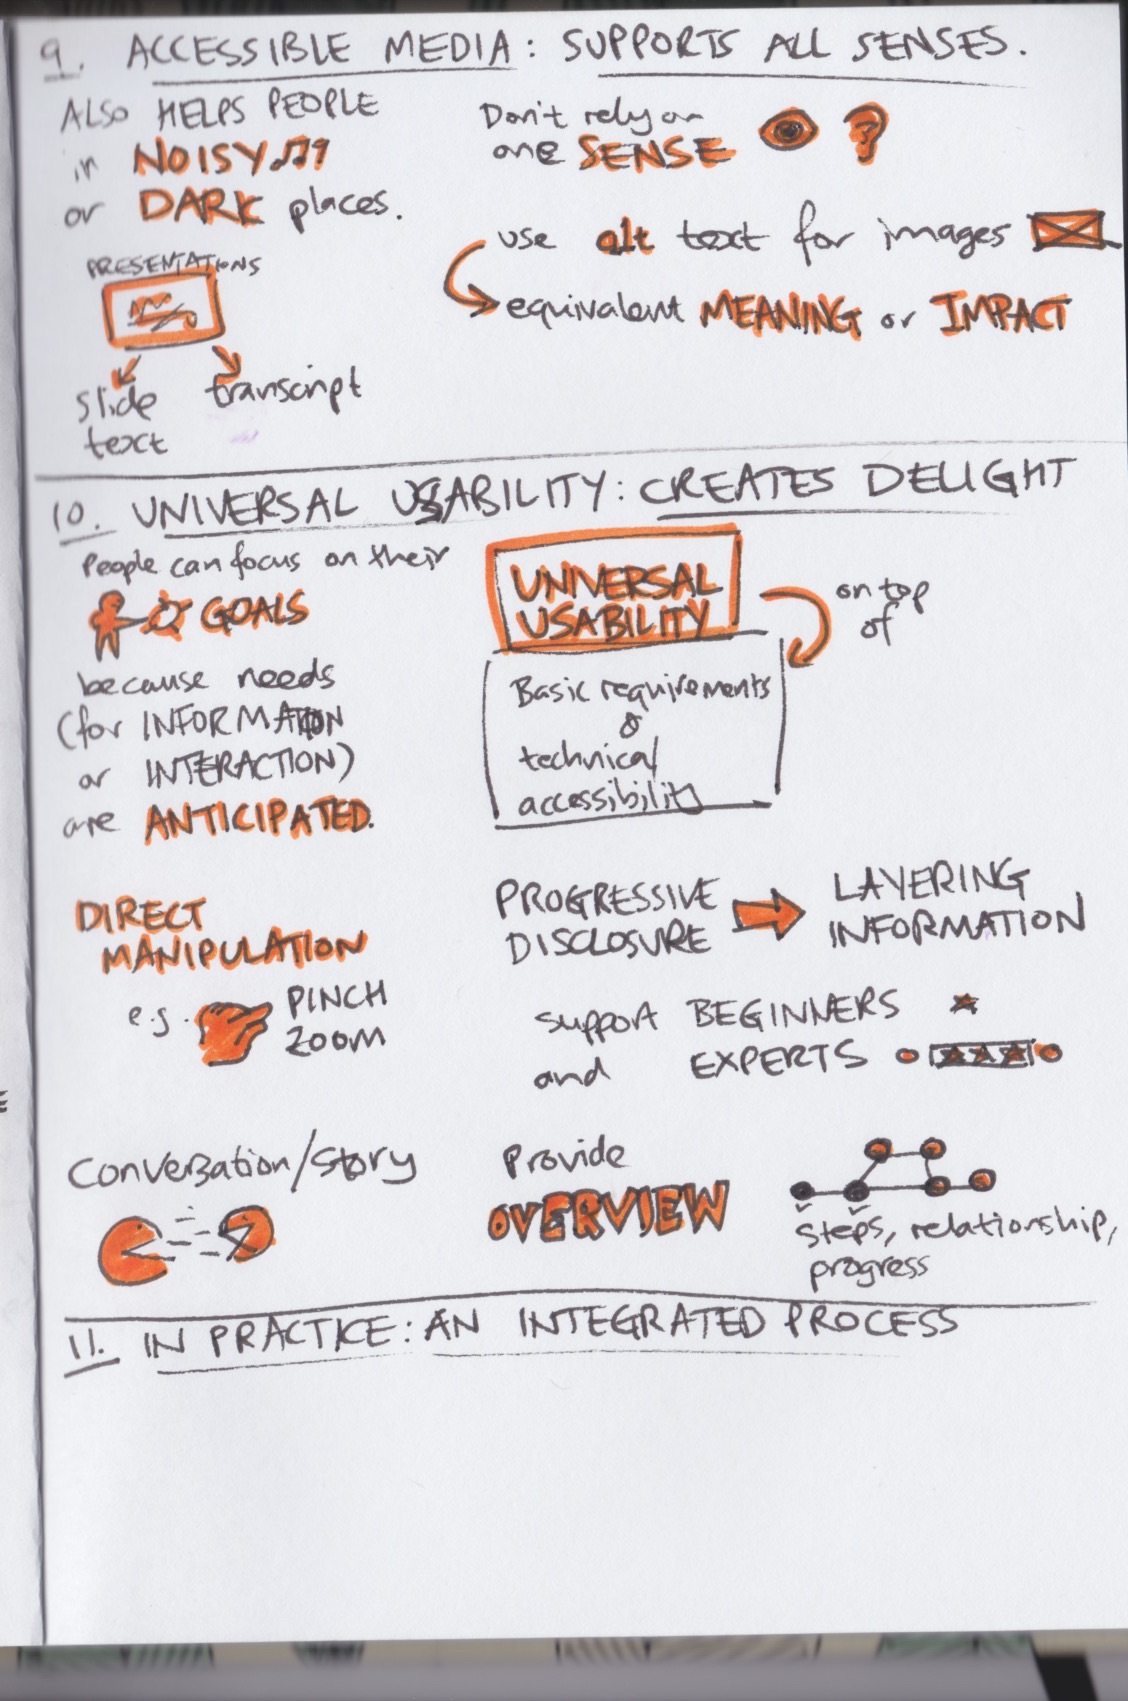 9. ACCESSIBLE MEDIA: SUPPORTS ALL SENSES.
ALSO HELPS PEOPLE
in NOISY
or DARK places.
PRESENTATIONS
slide
text
transcript
Don't rely on
one SENSE
use alt text for images
equivalent MEANING or IMPACT
10. UNIVERSAL USABILITY: CREATES DELIGHT
People can focus on their
GOALS
because needs
(for INFORMATION
or INTERACTION)
are ANTICIPATED.
UNIVERSAL
USABILITY
on top
of
Basic requirements
&
technical
accessibility
DIRECT
MANIPULATION
e.g. PINCH
ZOOM
PROGRESSIVE
DISCLOSURE
LAYERING
INFORMATION
support BEGINNERS
and EXPERTS
Conversation/Story
Provide
OVERVIEW
steps, relationship,
progress
11. IN PRACTICE: AN INTEGRATED PROCESS